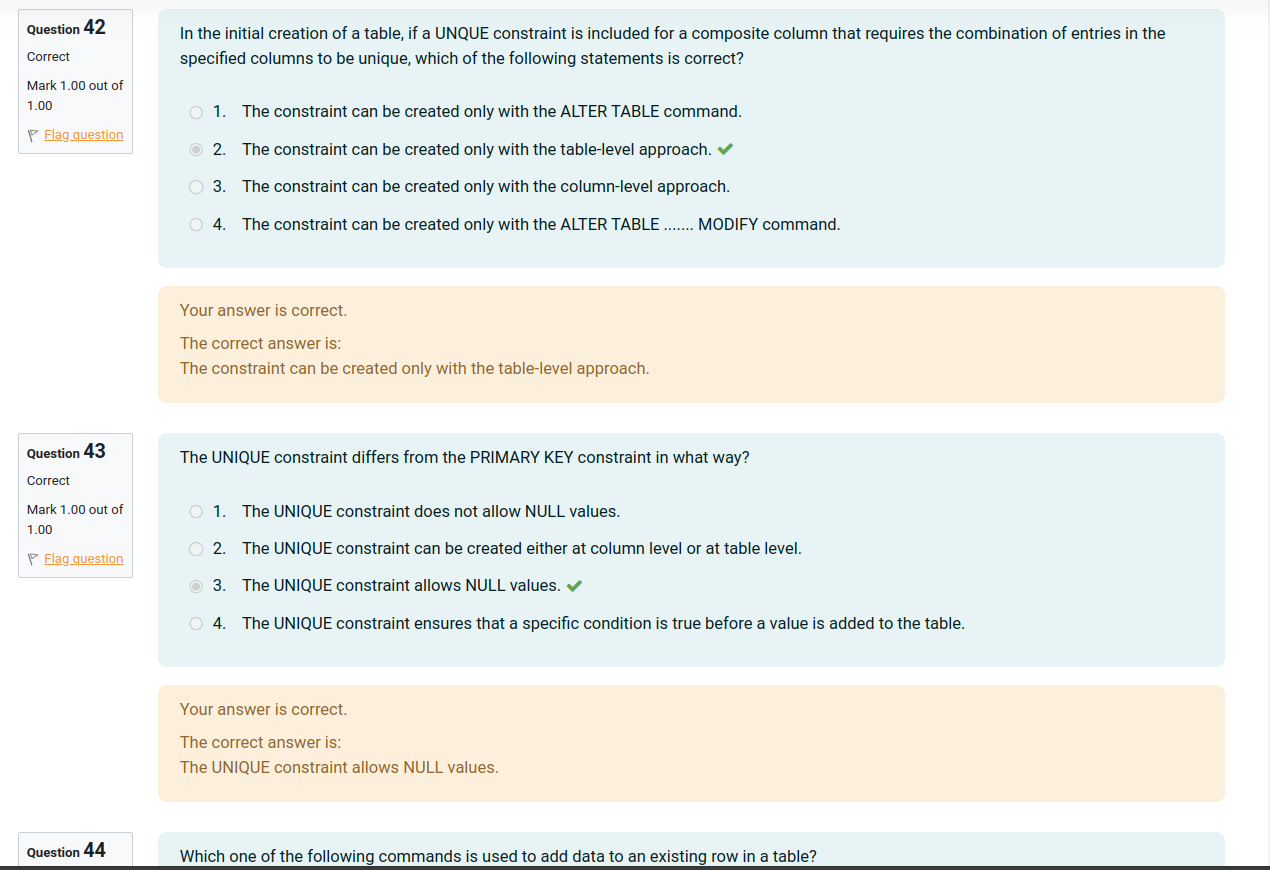 Question 42
Correct
Mark 1.00 out of
1.00
Flag question
In the initial creation of a table, if a UNQUE constraint is included for a composite column that requires the combination of entries in the
specified columns to be unique, which of the following statements is correct?
1. The constraint can be created only with the ALTER TABLE command.
2. The constraint can be created only with the table-level approach.
3. The constraint can be created only with the column-level approach.
4. The constraint can be created only with the ALTER TABLE ....... MODIFY command.
Your answer is correct.
The correct answer is:
The constraint can be created only with the table-level approach.
Question 43
Correct
Mark 1.00 out of
1.00
Flag question
The UNIQUE constraint differs from the PRIMARY KEY constraint in what way?
1. The UNIQUE constraint does not allow NULL values.
2. The UNIQUE constraint can be created either at column level or at table level.
3. The UNIQUE constraint allows NULL values.
4. The UNIQUE constraint ensures that a specific condition is true before a value is added to the table.
Your answer is correct.
The correct answer is:
The UNIQUE constraint allows NULL values.
Question 44
Which one of the following commands is used to add data to an existing row in a table?